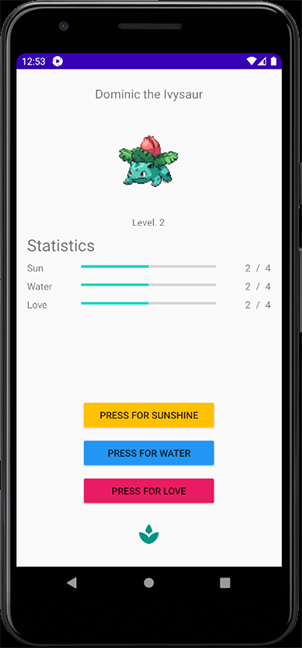 12:53
Dominic the Ivysaur
Level. 2
Statistics
Sun 2 / 4
Water 2 / 4
Love 2 / 4
PRESS FOR SUNSHINE
PRESS FOR WATER
PRESS FOR LOVE